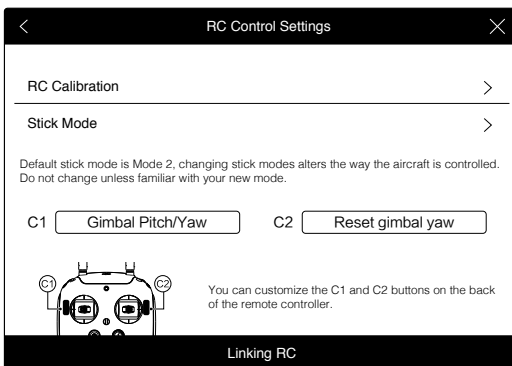 RC Control Settings
RC Calibration
Stick Mode
Default stick mode is Mode 2, changing stick modes alters the way the aircraft is controlled.
Do not change unless familiar with your new mode.
C1 Gimbal Pitch/Yaw C2 Reset gimbal yaw
C1 C2
You can customize the C1 and C2 buttons on the back
of the remote controller.
Linking RC